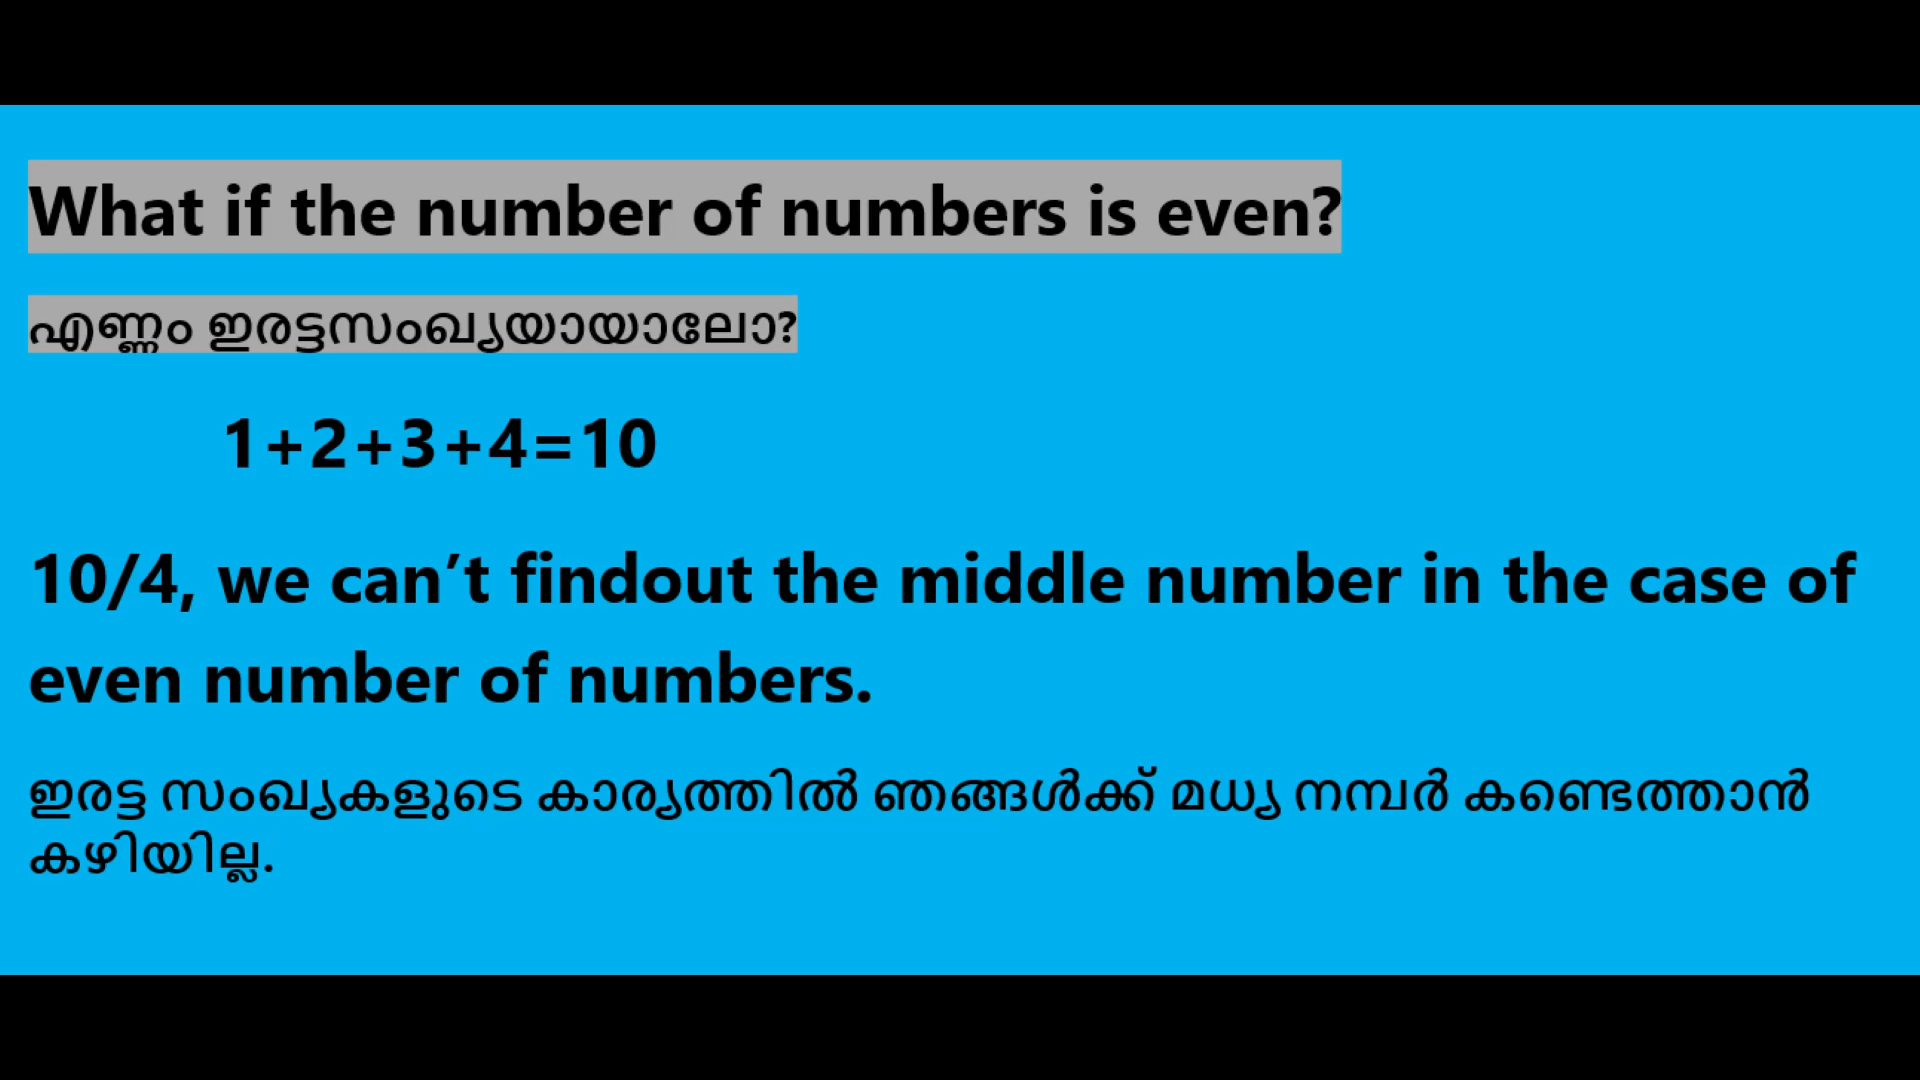 What if the number of numbers is even?
എണ്ണം ഇരട്ടസംഖ്യയായാലോ?
1+2+3+4=10
10/4, we can’t findout the middle number in the case of
even number of numbers.
ഇരട്ട സംഖ്യകളുടെ കാര്യത്തിൽ ഞങ്ങൾക്ക് മധ്യ നമ്പർ കണ്ടെത്താൻ
കഴിയില്ല.